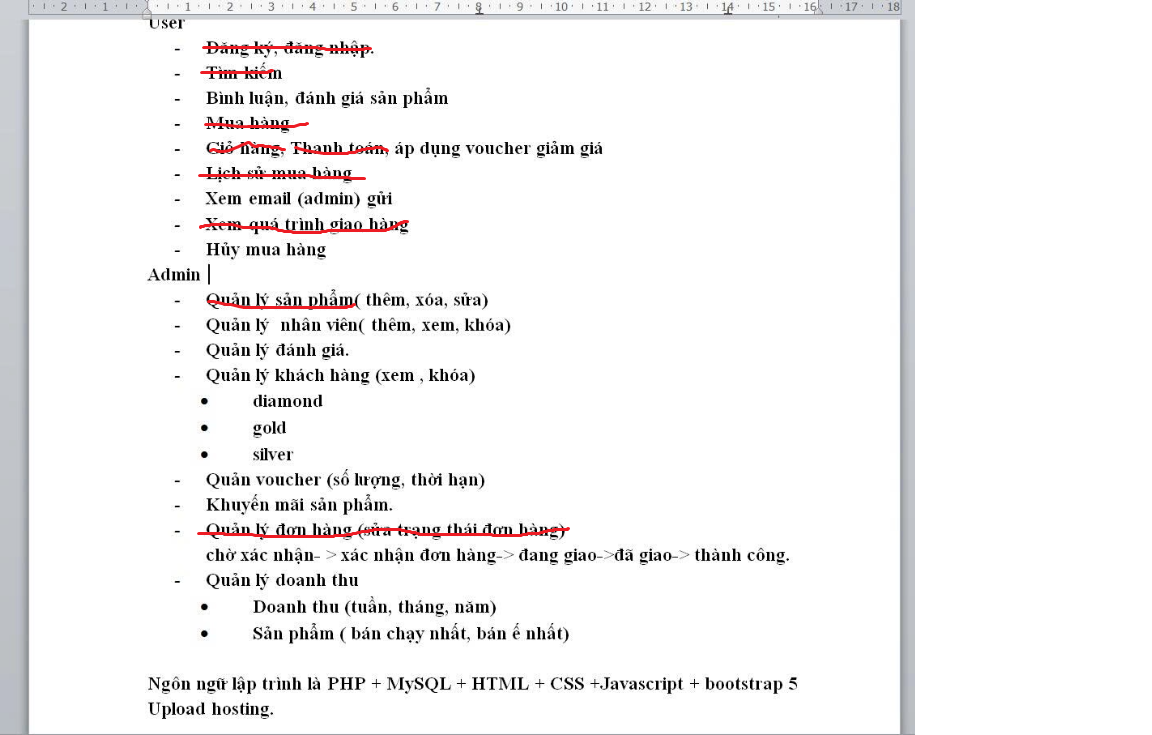 2 1 1 2 3 4 5 6 7 8 9 10 11 12 13 14 15 16 17 18
User
- Đăng ký, đăng nhập.
- Tìm kiếm
- Bình luận, đánh giá sản phẩm
- Mua hàng
- Giỏ hàng, Thanh toán, áp dụng voucher giảm giá
- Lịch sử mua hàng
- Xem email (admin) gửi
- Xem quá trình giao hàng
- Hủy mua hàng
Admin
- Quản lý sản phẩm( thêm, xóa, sửa)
- Quản lý nhân viên( thêm, xem, khóa)
- Quản lý đánh giá.
- Quản lý khách hàng (xem , khóa)
• diamond
• gold
• silver
- Quản voucher (số lượng, thời hạn)
- Khuyến mãi sản phẩm.
- Quản lý đơn hàng (sửa trạng thái đơn hàng)
chờ xác nhận- > xác nhận đơn hàng-> đang giao->đã giao-> thành công.
- Quản lý doanh thu
• Doanh thu (tuần, tháng, năm)
• Sản phẩm ( bán chạy nhất, bán ế nhất)
Ngôn ngữ lập trình là PHP + MySQL + HTML + CSS +Javascript + bootstrap 5
Upload hosting.